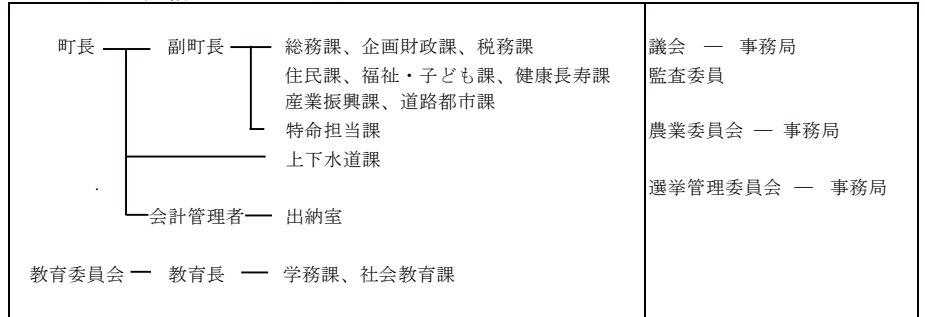 町長 副町長 総務課、企画財政課、税務課
住民課、福祉・子ども課、健康長寿課
産業振興課、道路都市課
特命担当課
上下水道課
会計管理者 出納室
教育委員会 教育長 学務課、社会教育課
議会 ― 事務局
監査委員
農業委員会 ― 事務局
選挙管理委員会 ― 事務局